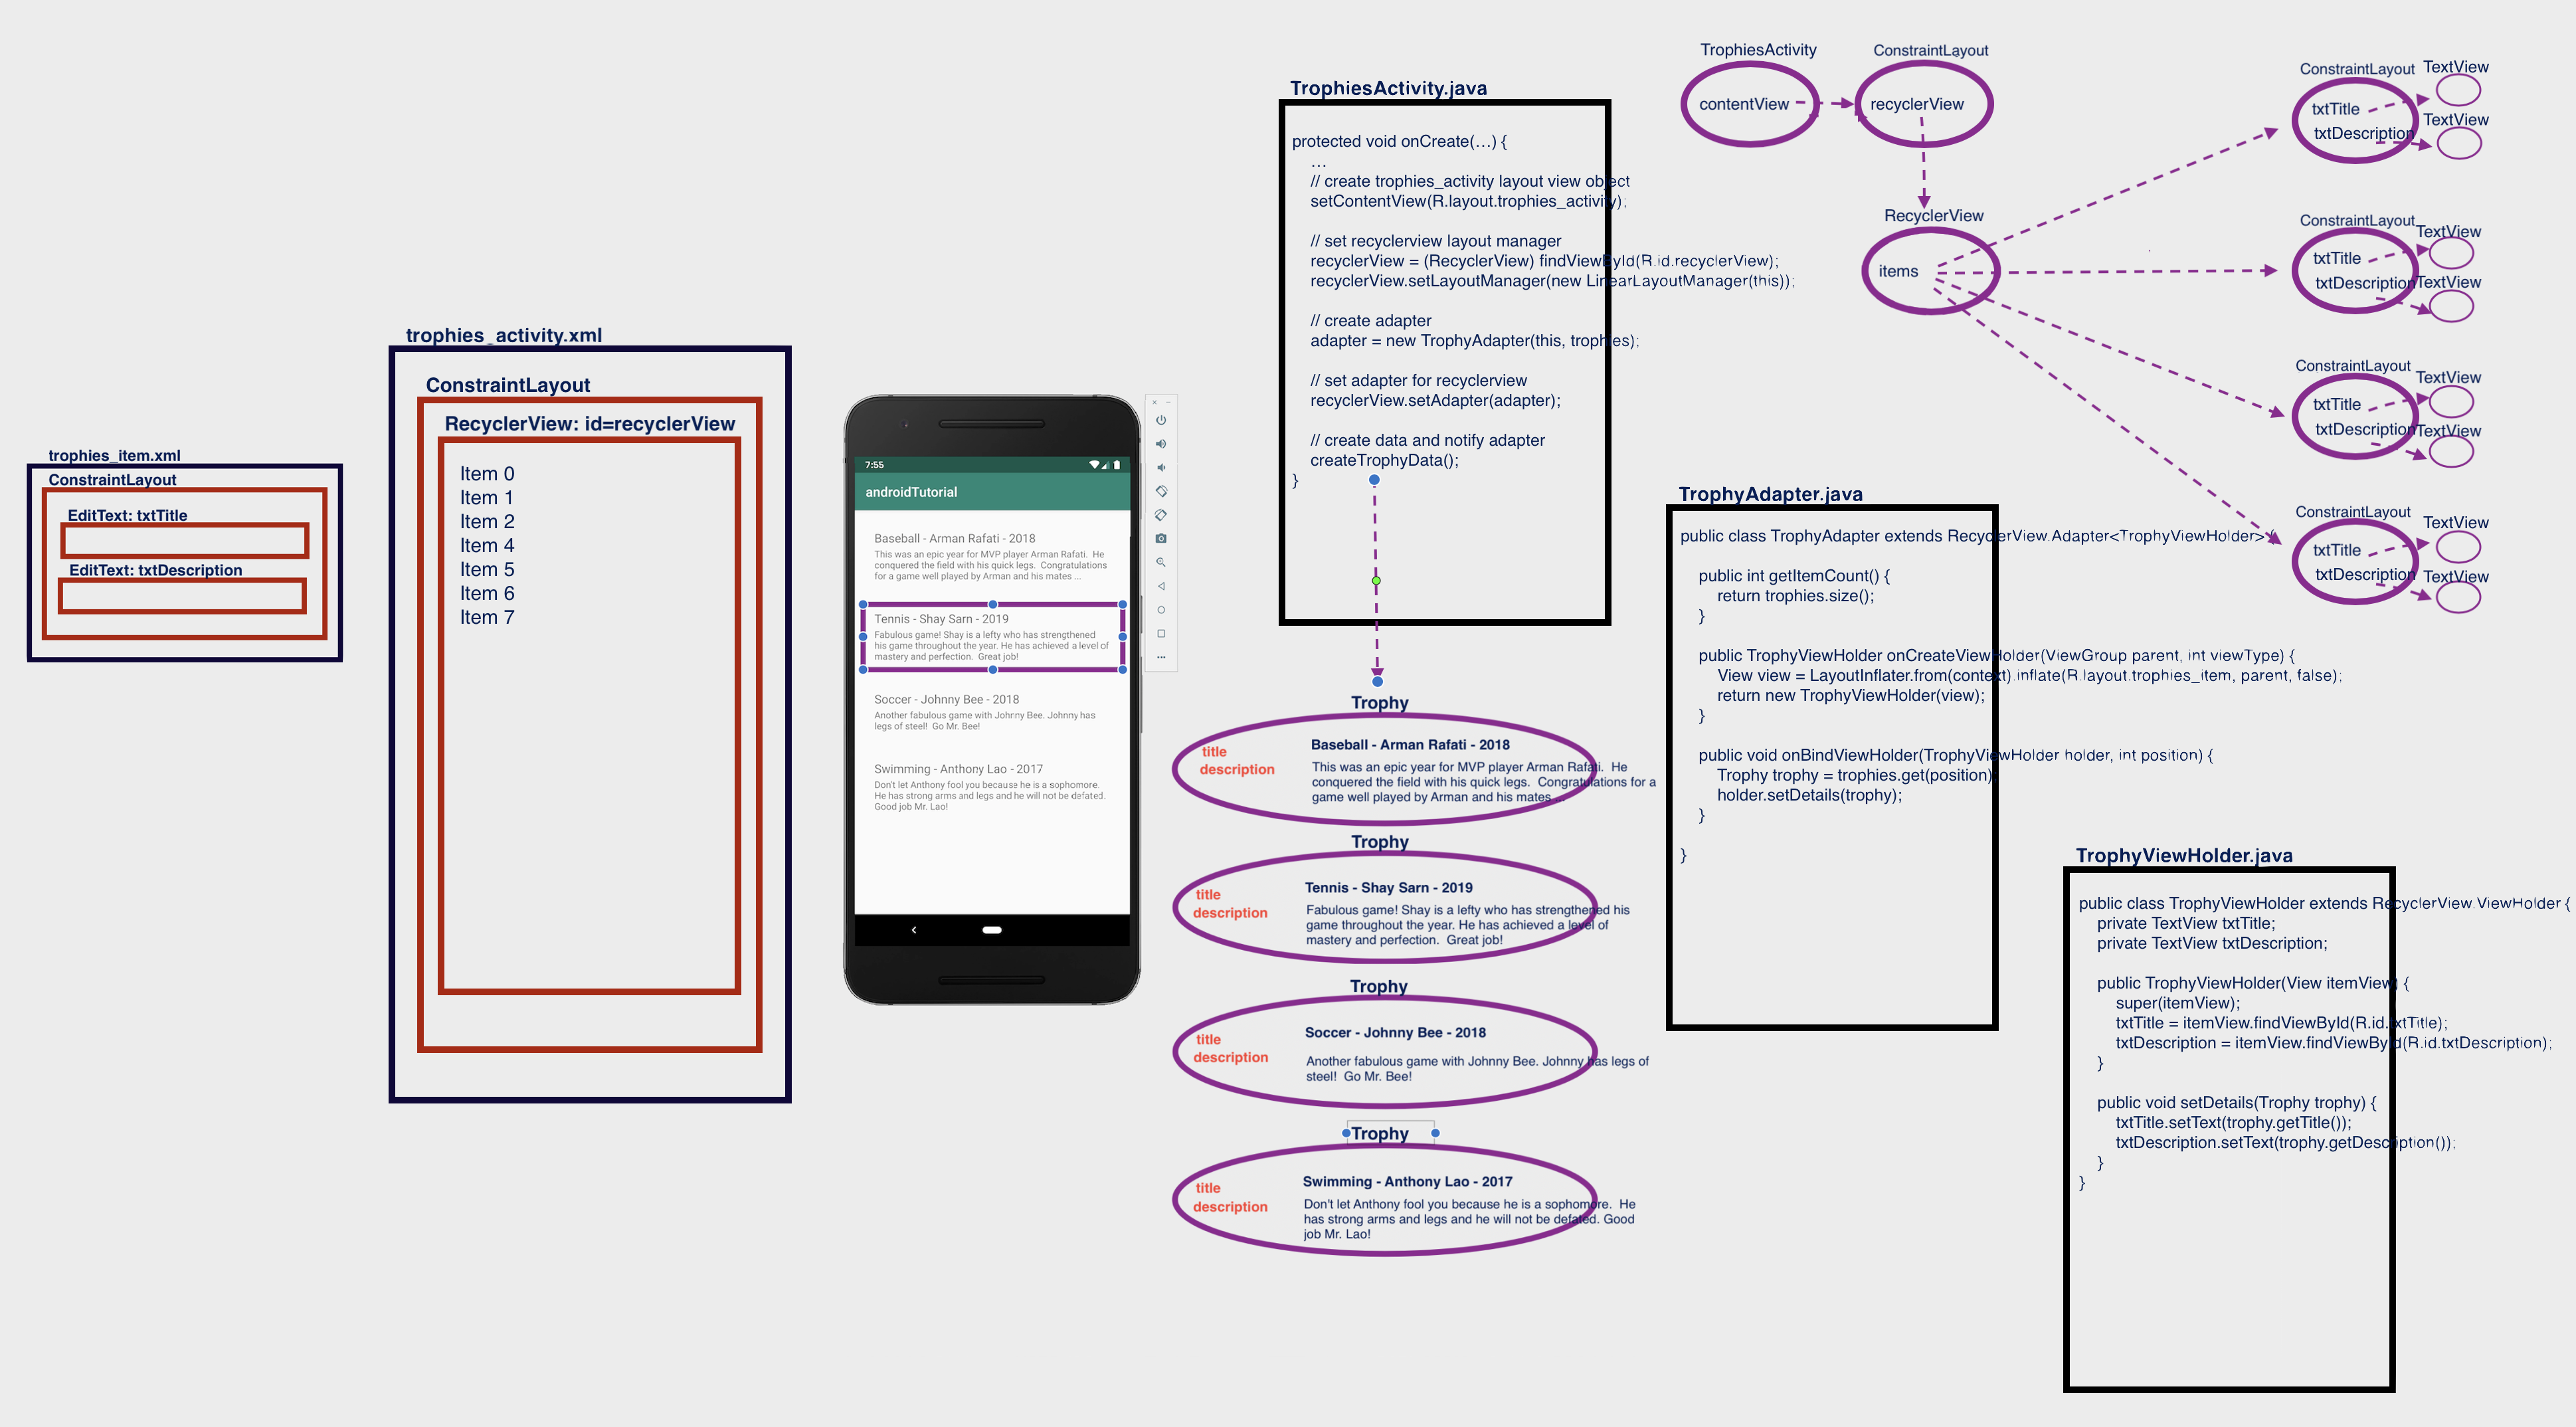 trophies_item.xml
ConstraintLayout
EditText: txtTitle
EditText: txtDescription
trophies_activity.xml
ConstraintLayout
RecyclerView: id=recyclerView
Item 0
Item 1
Item 2
Item 4
Item 5
Item 6
Item 7
7:55
androidTutorial
Baseball - Arman Rafati - 2018
This was an epic year for MVP player Arman Rafati.  He
conquered the field with his quick legs.  Congratulations
for a game well played by Arman and his mates ...
Tennis - Shay Sarn - 2019
Fabulous game! Shay is a lefty who has strengthened
his game throughout the year. He has achieved a level of
mastery and perfection.  Great job!
Soccer - Johnny Bee - 2018
Another fabulous game with Johnny Bee. Johnny has
legs of steel!  Go Mr. Bee!
Swimming - Anthony Lao - 2017
Don't let Anthony fool you because he is a sophomore.
He has strong arms and legs and he will not be defated.
Good job Mr. Lao!
TrophiesActivity.java
protected void onCreate(…) {
…
// create trophies_activity layout view object
setContentView(R.layout.trophies_activity);
// set recyclerview layout manager
recyclerView = (RecyclerView) findViewById(R.id.recyclerView);
recyclerView.setLayoutManager(new LinearLayoutManager(this));
// create adapter
adapter = new TrophyAdapter(this, trophies);
// set adapter for recyclerview
recyclerView.setAdapter(adapter);
// create data and notify adapter
createTrophyData();
}
Trophy
title
description
Baseball - Arman Rafati - 2018
This was an epic year for MVP player Arman Rafati.  He
conquered the field with his quick legs.  Congratulations for a
game well played by Arman and his mates ...
Trophy
title
description
Tennis - Shay Sarn - 2019
Fabulous game! Shay is a lefty who has strengthened his
game throughout the year. He has achieved a level of
mastery and perfection.  Great job!
Trophy
title
description
Soccer - Johnny Bee - 2018
Another fabulous game with Johnny Bee. Johnny has legs of
steel!  Go Mr. Bee!
Trophy
title
description
Swimming - Anthony Lao - 2017
Don't let Anthony fool you because he is a sophomore.  He
has strong arms and legs and he will not be defated. Good
job Mr. Lao!
TrophiesActivity
contentView
ConstraintLayout
recyclerView
RecyclerView
items
ConstraintLayout
txtTitle
txtDescription
TextView
TextView
ConstraintLayout
txtTitle
txtDescription
TextView
TextView
ConstraintLayout
txtTitle
txtDescription
TextView
TextView
ConstraintLayout
txtTitle
txtDescription
TextView
TextView
TrophyAdapter.java
public class TrophyAdapter extends RecyclerView.Adapter<TrophyViewHolder> {
public int getItemCount() {
return trophies.size();
}
public TrophyViewHolder onCreateViewHolder(ViewGroup parent, int viewType) {
View view = LayoutInflater.from(context).inflate(R.layout.trophies_item, parent, false);
return new TrophyViewHolder(view);
}
public void onBindViewHolder(TrophyViewHolder holder, int position) {
Trophy trophy = trophies.get(position)
holder.setDetails(trophy);
}
}
TrophyViewHolder.java
public class TrophyViewHolder extends RecyclerView.ViewHolder {
private TextView txtTitle;
private TextView txtDescription;
public TrophyViewHolder(View itemView) {
super(itemView);
txtTitle = itemView.findViewById(R.id.txtTitle);
txtDescription = itemView.findViewById(R.id.txtDescription);
}
public void setDetails(Trophy trophy) {
txtTitle.setText(trophy.getTitle());
txtDescription.setText(trophy.getDescription());
}
}